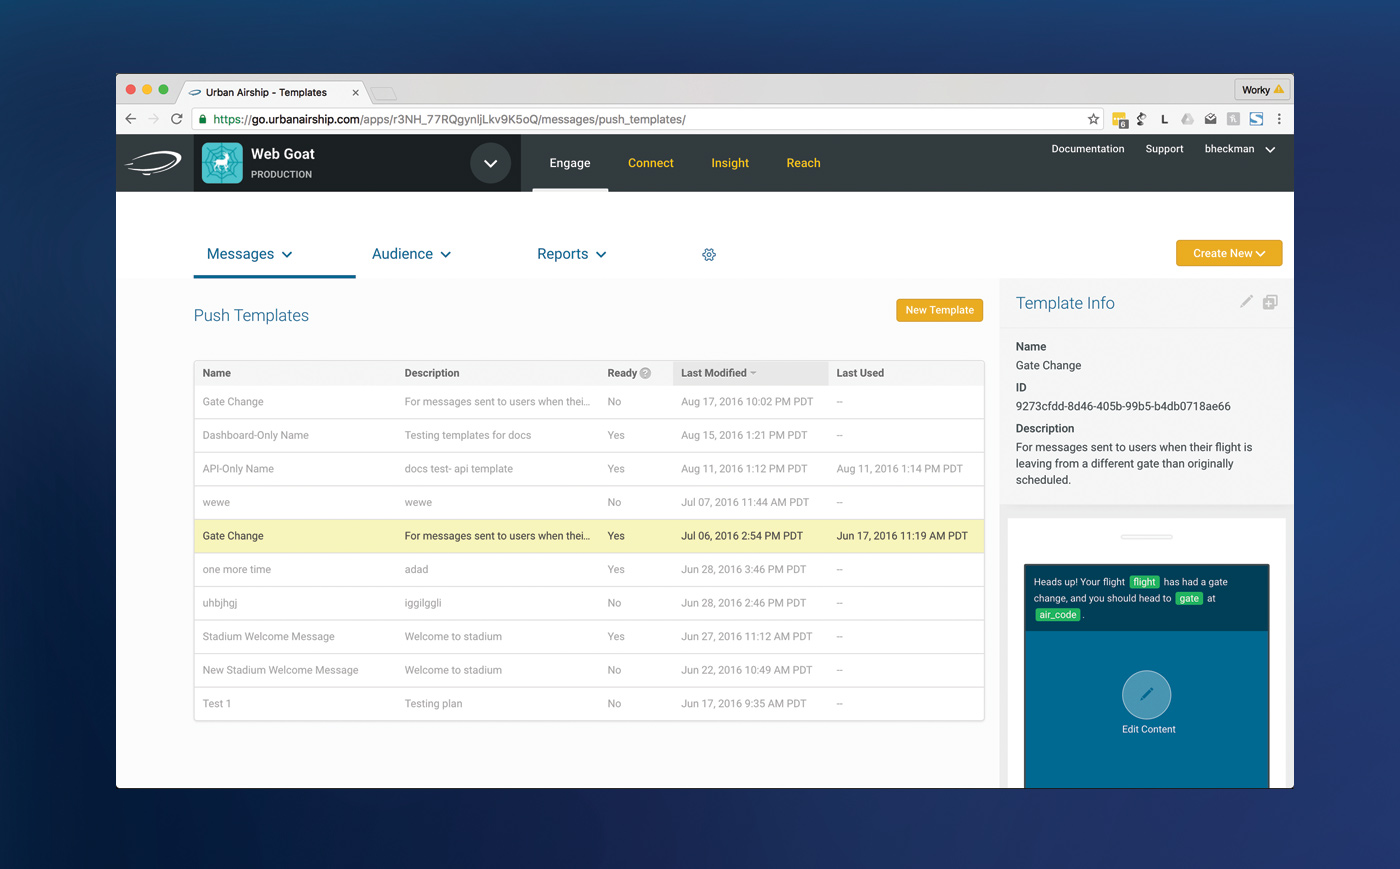 Urban Airship - Templates
Worky
https://go.urbanairship.com/apps/r3NH_77RQgynljLkv9K5oQ/messages/push_templates/
6
L
Web Goat
PRODUCTION
Engage
Connect
Insight
Reach
Documentation
Support
bheckman
Messages
Audience
Reports
Create New
Push Templates
New Template
Name Description Ready ? Last Modified Last Used
Gate Change For messages sent to users when thei... No Aug 17, 2016 10:02 PM PDT --
Dashboard-Only Name Testing templates for docs Yes Aug 15, 2016 1:21 PM PDT --
API-Only Name docs test- api template Yes Aug 11, 2016 1:12 PM PDT Aug 11, 2016 1:14 PM PDT
wewe wewe No Jul 07, 2016 11:44 AM PDT --
Gate Change For messages sent to users when thei... Yes Jul 06, 2016 2:54 PM PDT Jun 17, 2016 11:19 AM PDT
one more time adad Yes Jun 28, 2016 3:46 PM PDT --
uhbjhgj iggilggli No Jun 28, 2016 2:46 PM PDT --
Stadium Welcome Message Welcome to stadium Yes Jun 27, 2016 11:12 AM PDT --
New Stadium Welcome Message Welcome to stadium No Jun 22, 2016 10:49 AM PDT --
Test 1 Testing plan No Jun 17, 2016 9:35 AM PDT --
Template Info
Name
Gate Change
ID
9273cfdd-8d46-405b-99b5-b4db0718ae66
Description
For messages sent to users when their flight is
leaving from a different gate than originally
scheduled.
Heads up! Your flight flight has had a gate
change, and you should head to gate at
air_code .
Edit Content